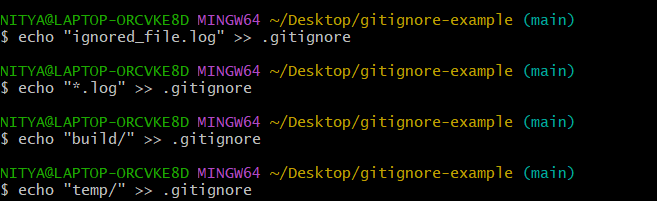 NITYA@LAPTOP-ORCVKE8D MINGW64 ~/Desktop/gitignore-example (main)
$ echo "ignored_file.log" >> .gitignore
NITYA@LAPTOP-ORCVKE8D MINGW64 ~/Desktop/gitignore-example (main)
$ echo "*.log" >> .gitignore
NITYA@LAPTOP-ORCVKE8D MINGW64 ~/Desktop/gitignore-example (main)
$ echo "build/" >> .gitignore
NITYA@LAPTOP-ORCVKE8D MINGW64 ~/Desktop/gitignore-example (main)
$ echo "temp/" >> .gitignore